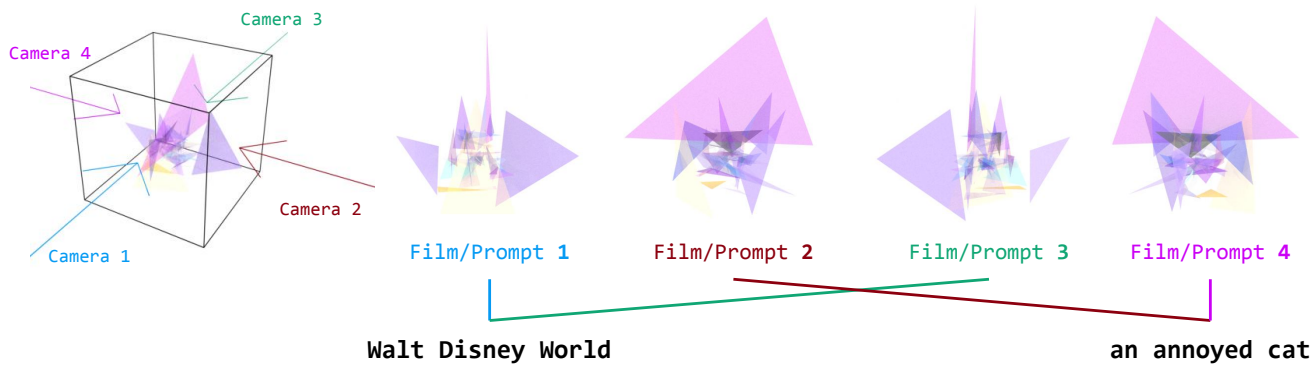 Camera 3
Camera 4
Camera 2
Camera 1
Film/Prompt 1
Film/Prompt 2
Film/Prompt 3
Film/Prompt 4
Walt Disney World
an annoyed cat